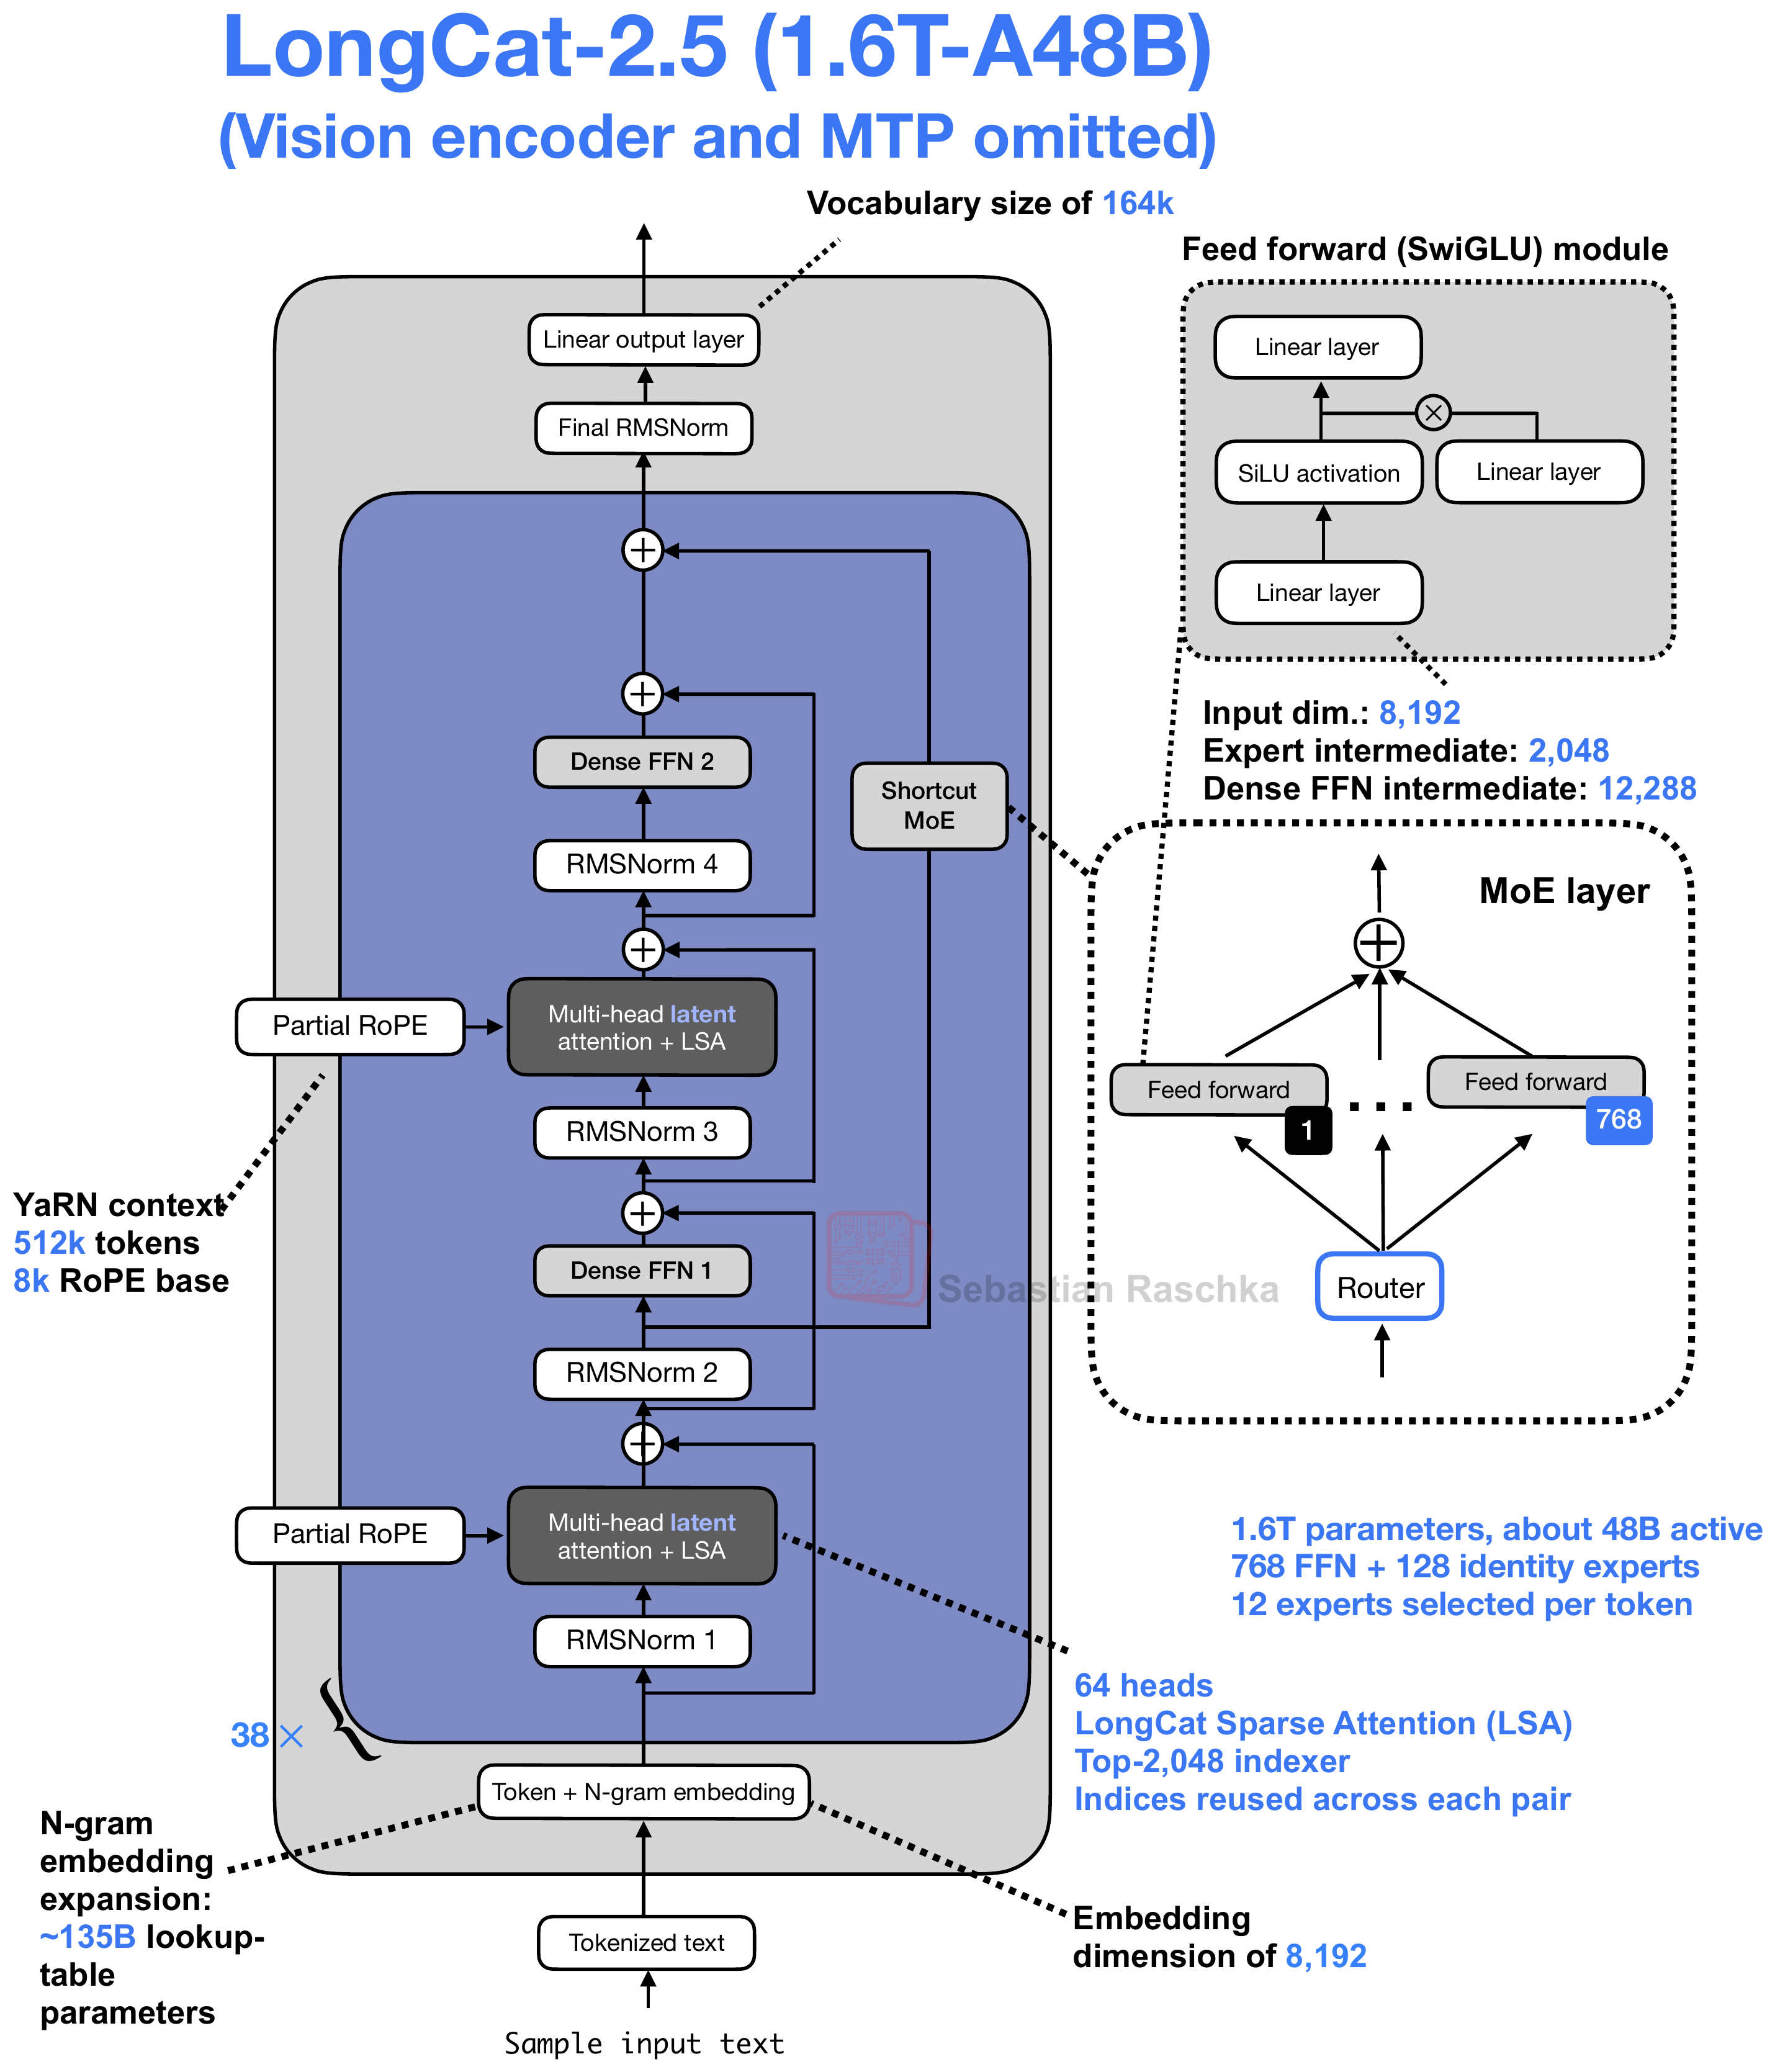 LongCat-2.5 (1.6T-A48B)
(Vision encoder and MTP omitted)
Vocabulary size of 164k
Linear output layer
Final RMSNorm
Dense FFN 2
Shortcut
MoE
RMSNorm 4
Partial RoPE
Multi-head latent
attention + LSA
RMSNorm 3
YaRN context
512k tokens
8k RoPE base
Dense FFN 1
RMSNorm 2
Partial RoPE
Multi-head latent
attention + LSA
RMSNorm 1
38 ×
Token + N-gram embedding
N-gram
embedding
expansion:
~135B lookup-
table
parameters
Tokenized text
Sample input text
Feed forward (SwiGLU) module
Linear layer
SiLU activation
Linear layer
Linear layer
Input dim.: 8,192
Expert intermediate: 2,048
Dense FFN intermediate: 12,288
MoE layer
Feed forward
1
...
Feed forward
768
Router
Sebastian Raschka
1.6T parameters, about 48B active
768 FFN + 128 identity experts
12 experts selected per token
64 heads
LongCat Sparse Attention (LSA)
Top-2,048 indexer
Indices reused across each pair
Embedding
dimension of 8,192